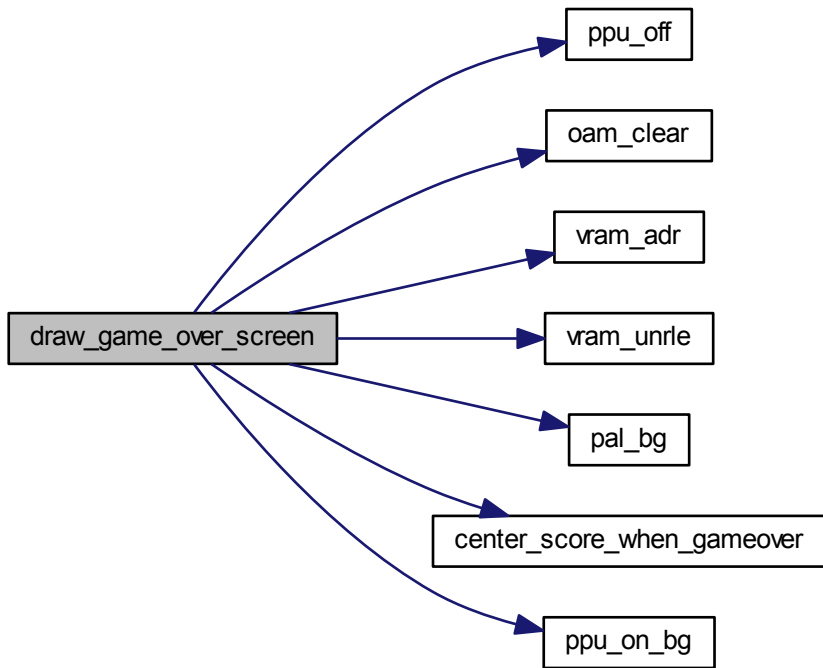 ppu_off
oam_clear
vram_adr
draw_game_over_screen
vram_unrle
pal_bg
center_score_when_gameover
ppu_on_bg